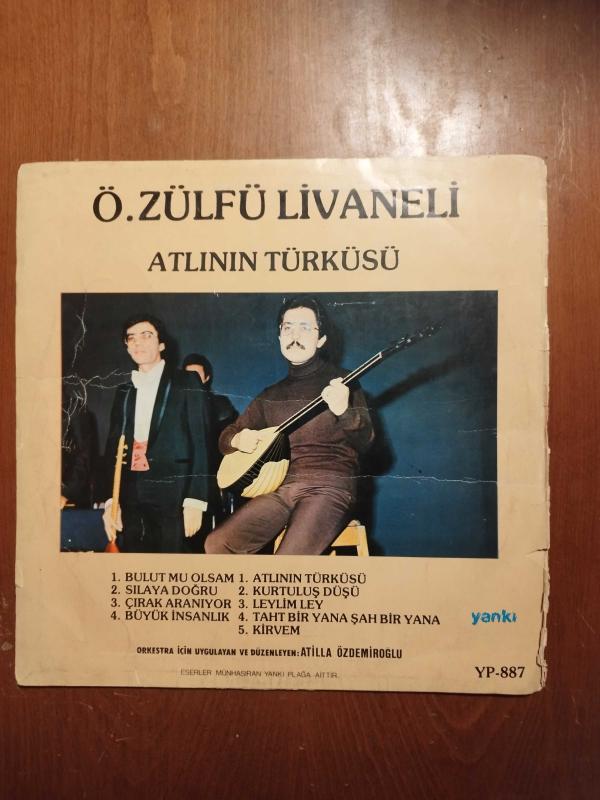 Ö.ZÜLFÜ LİVANELİ
ATLININ TÜRKÜSÜ
1. BULUT MU OLSAM
2. SILAYA DOĞRU
3. ÇIRAK ARANIYOR
4. BÜYÜK İNSANLIK
1. ATLININ TÜRKÜSÜ
2. KURTULUŞ DÜŞÜ
3. LEYLİM LEY
4. TAHT BİR YANA ŞAH BİR YANA
5. KİRVEM
yankı
ORKESTRA İÇİN UYGULAYAN VE DÜZENLEYEN: ATİLLA ÖZDEMİROĞLU
ESERLER MÜNHASIRAN YANKI PLAĞA AİTTİR.
YP-887